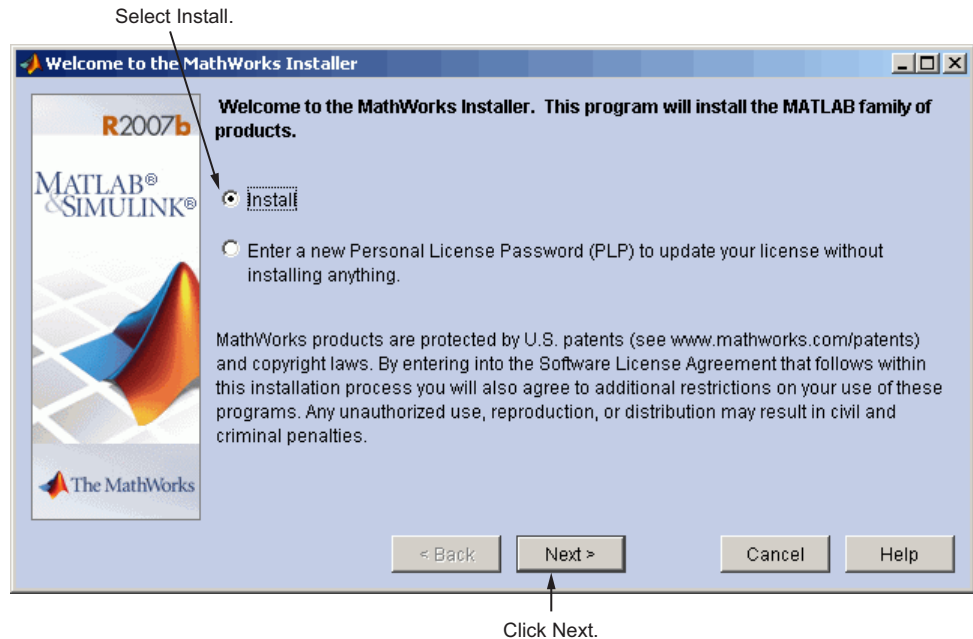 Select Install.
Welcome to the MathWorks Installer
R2007b
MATLAB®
&SIMULINK®
The MathWorks
Welcome to the MathWorks Installer. This program will install the MATLAB family of
products.
Install
Enter a new Personal License Password (PLP) to update your license without
installing anything.
MathWorks products are protected by U.S. patents (see www.mathworks.com/patents)
and copyright laws. By entering into the Software License Agreement that follows within
this installation process you will also agree to additional restrictions on your use of these
programs. Any unauthorized use, reproduction, or distribution may result in civil and
criminal penalties.
< Back
Next >
Cancel
Help
Click Next.